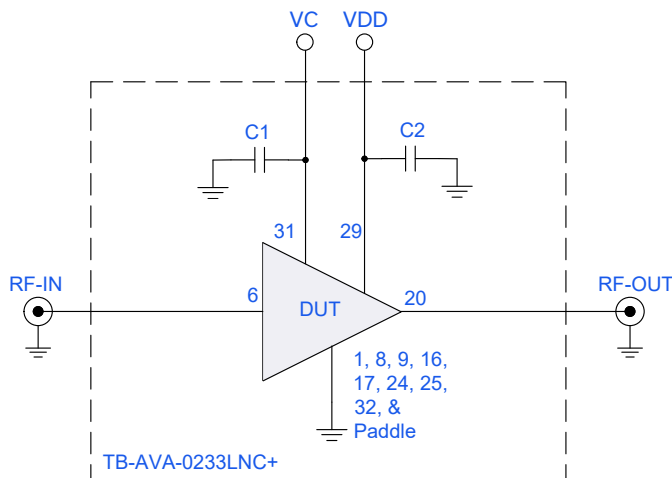 VC VDD
C1 C2
31 29
RF-IN 6 DUT 20 RF-OUT
1, 8, 9, 16,
17, 24, 25,
32, &
Paddle
TB-AVA-0233LNC+